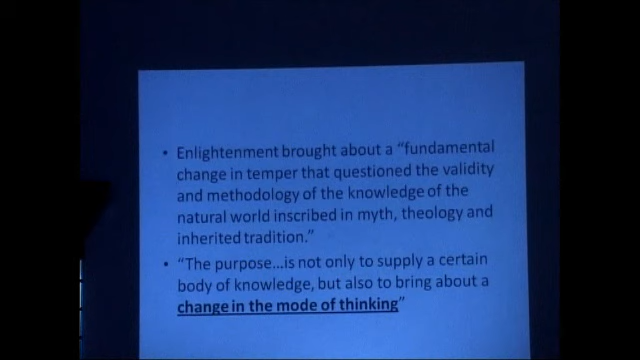 • Enlightenment brought about a “fundamental
change in temper that questioned the validity
and methodology of the knowledge of the
natural world inscribed in myth, theology and
inherited tradition.”
• “The purpose...is not only to supply a certain
body of knowledge, but also to bring about a
change in the mode of thinking”